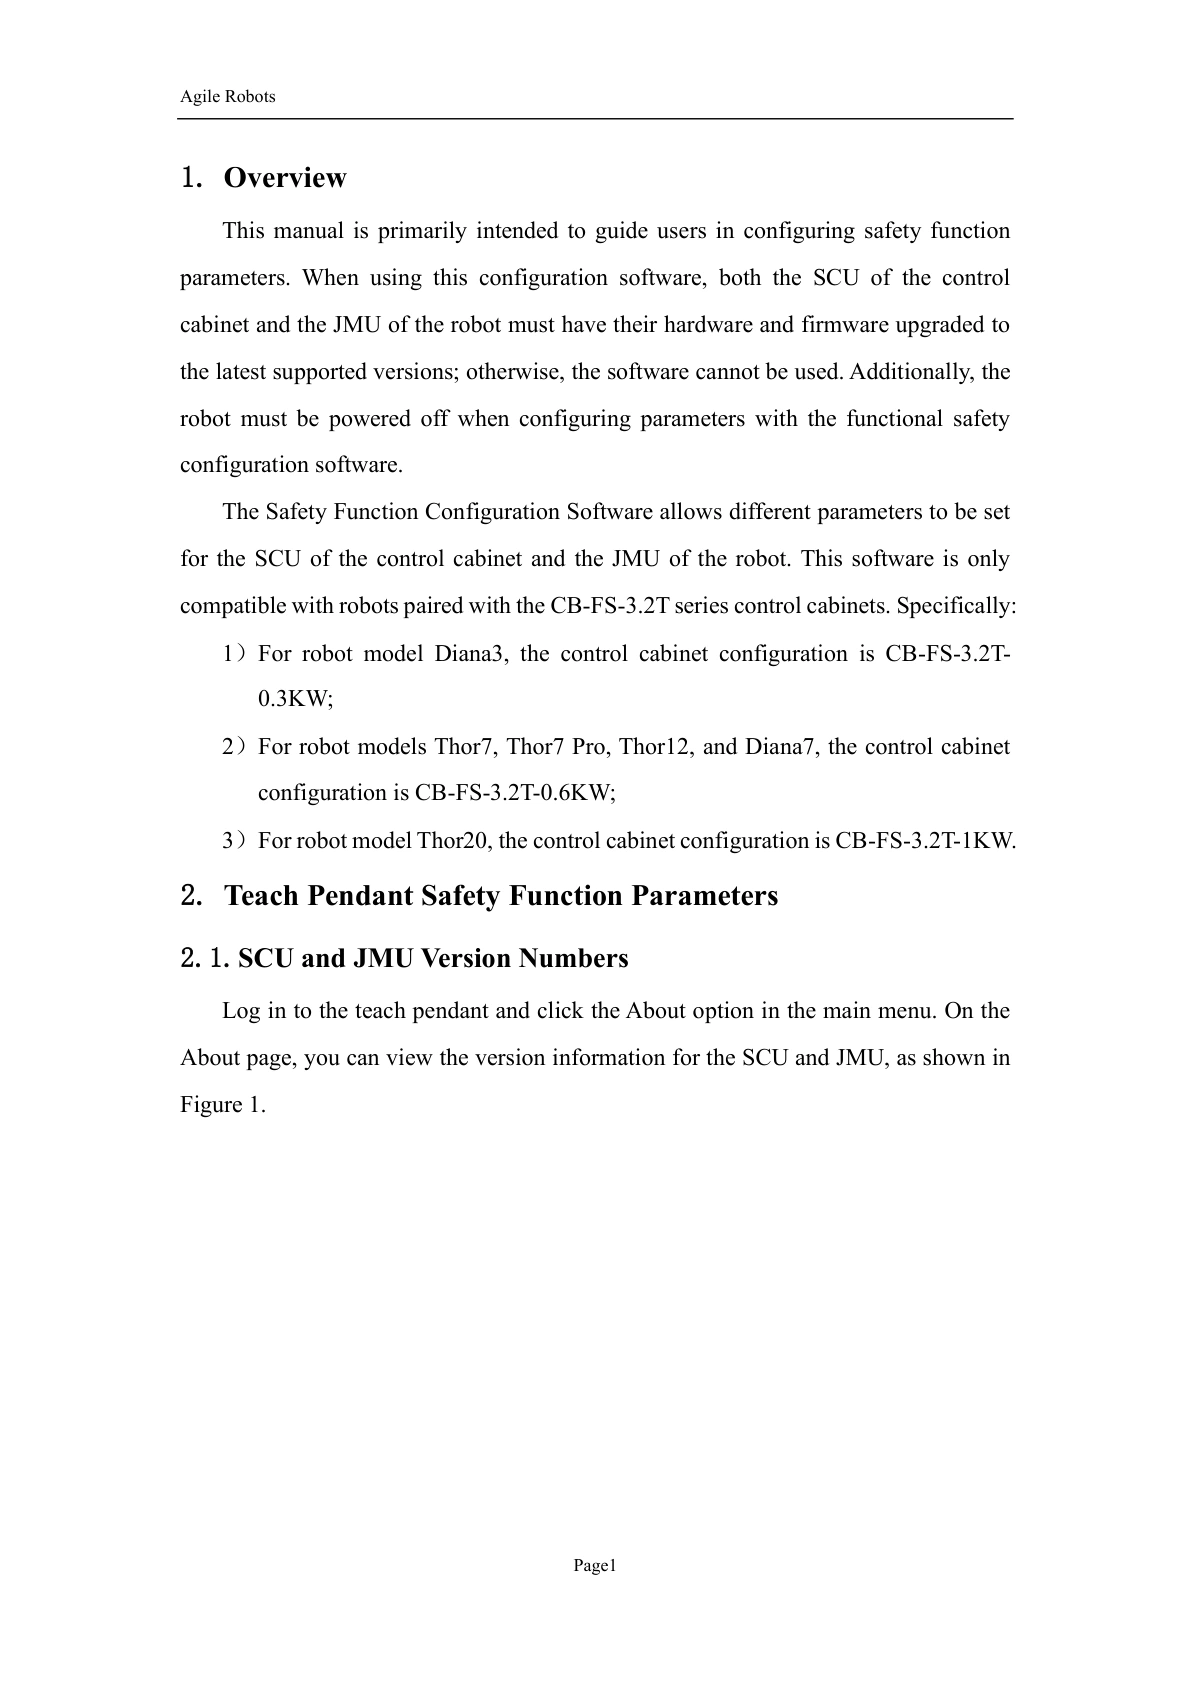 Agile Robots
1. Overview
This manual is primarily intended to guide users in configuring safety function
parameters. When using this configuration software, both the SCU of the control
cabinet and the JMU of the robot must have their hardware and firmware upgraded to
the latest supported versions; otherwise, the software cannot be used. Additionally, the
robot must be powered off when configuring parameters with the functional safety
configuration software.
The Safety Function Configuration Software allows different parameters to be set
for the SCU of the control cabinet and the JMU of the robot. This software is only
compatible with robots paired with the CB-FS-3.2T series control cabinets. Specifically:
1）For robot model Diana3, the control cabinet configuration is CB-FS-3.2T-
0.3KW;
2）For robot models Thor7, Thor7 Pro, Thor12, and Diana7, the control cabinet
configuration is CB-FS-3.2T-0.6KW;
3）For robot model Thor20, the control cabinet configuration is CB-FS-3.2T-1KW.
2. Teach Pendant Safety Function Parameters
2. 1. SCU and JMU Version Numbers
Log in to the teach pendant and click the About option in the main menu. On the
About page, you can view the version information for the SCU and JMU, as shown in
Figure 1.
Page1